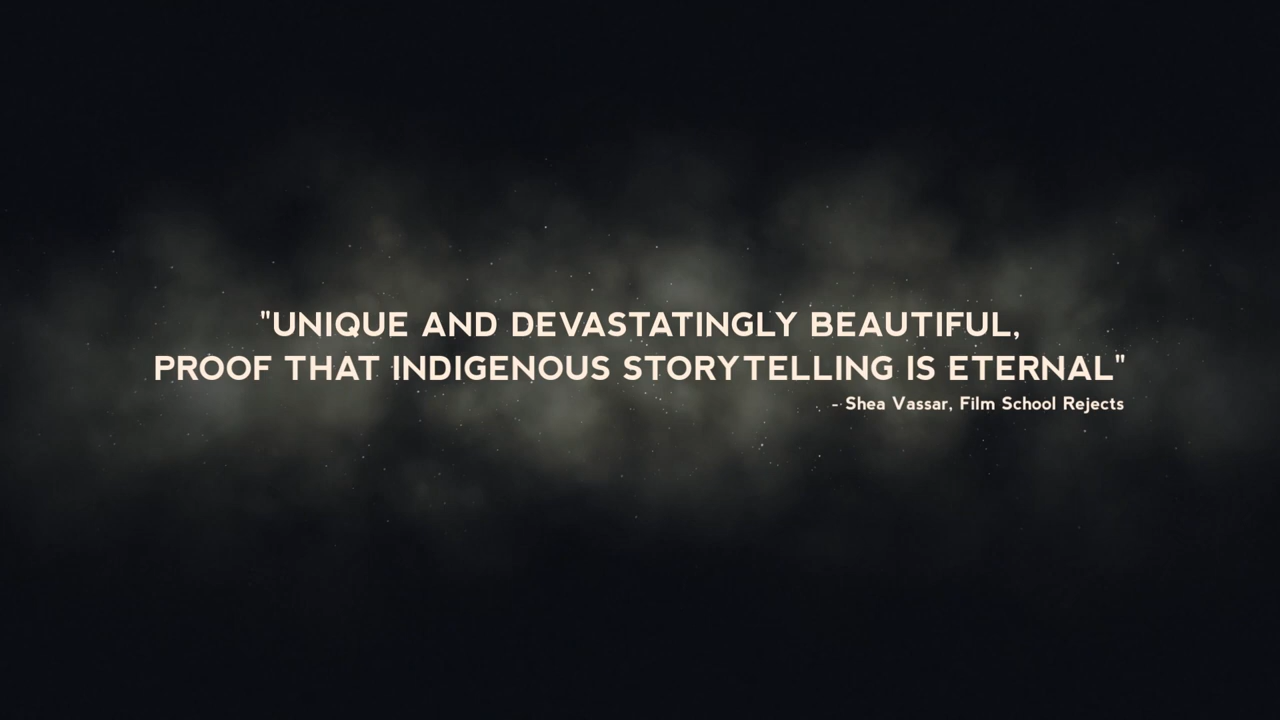 "UNIQUE AND DEVASTATINGLY BEAUTIFUL,
PROOF THAT INDIGENOUS STORYTELLING IS ETERNAL"
- Shea Vassar, Film School Rejects